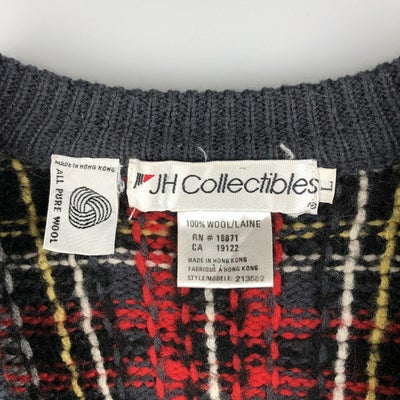 MADE IN HONG KONG
ALL PURE WOOL
JH Collectibles
®
L
100% WOOL/LAINE
RN # 18871
CA 19122
MADE IN HONG KONG
FABRIQUÉ À HONG KONG
STYLE/MODELE: 213582